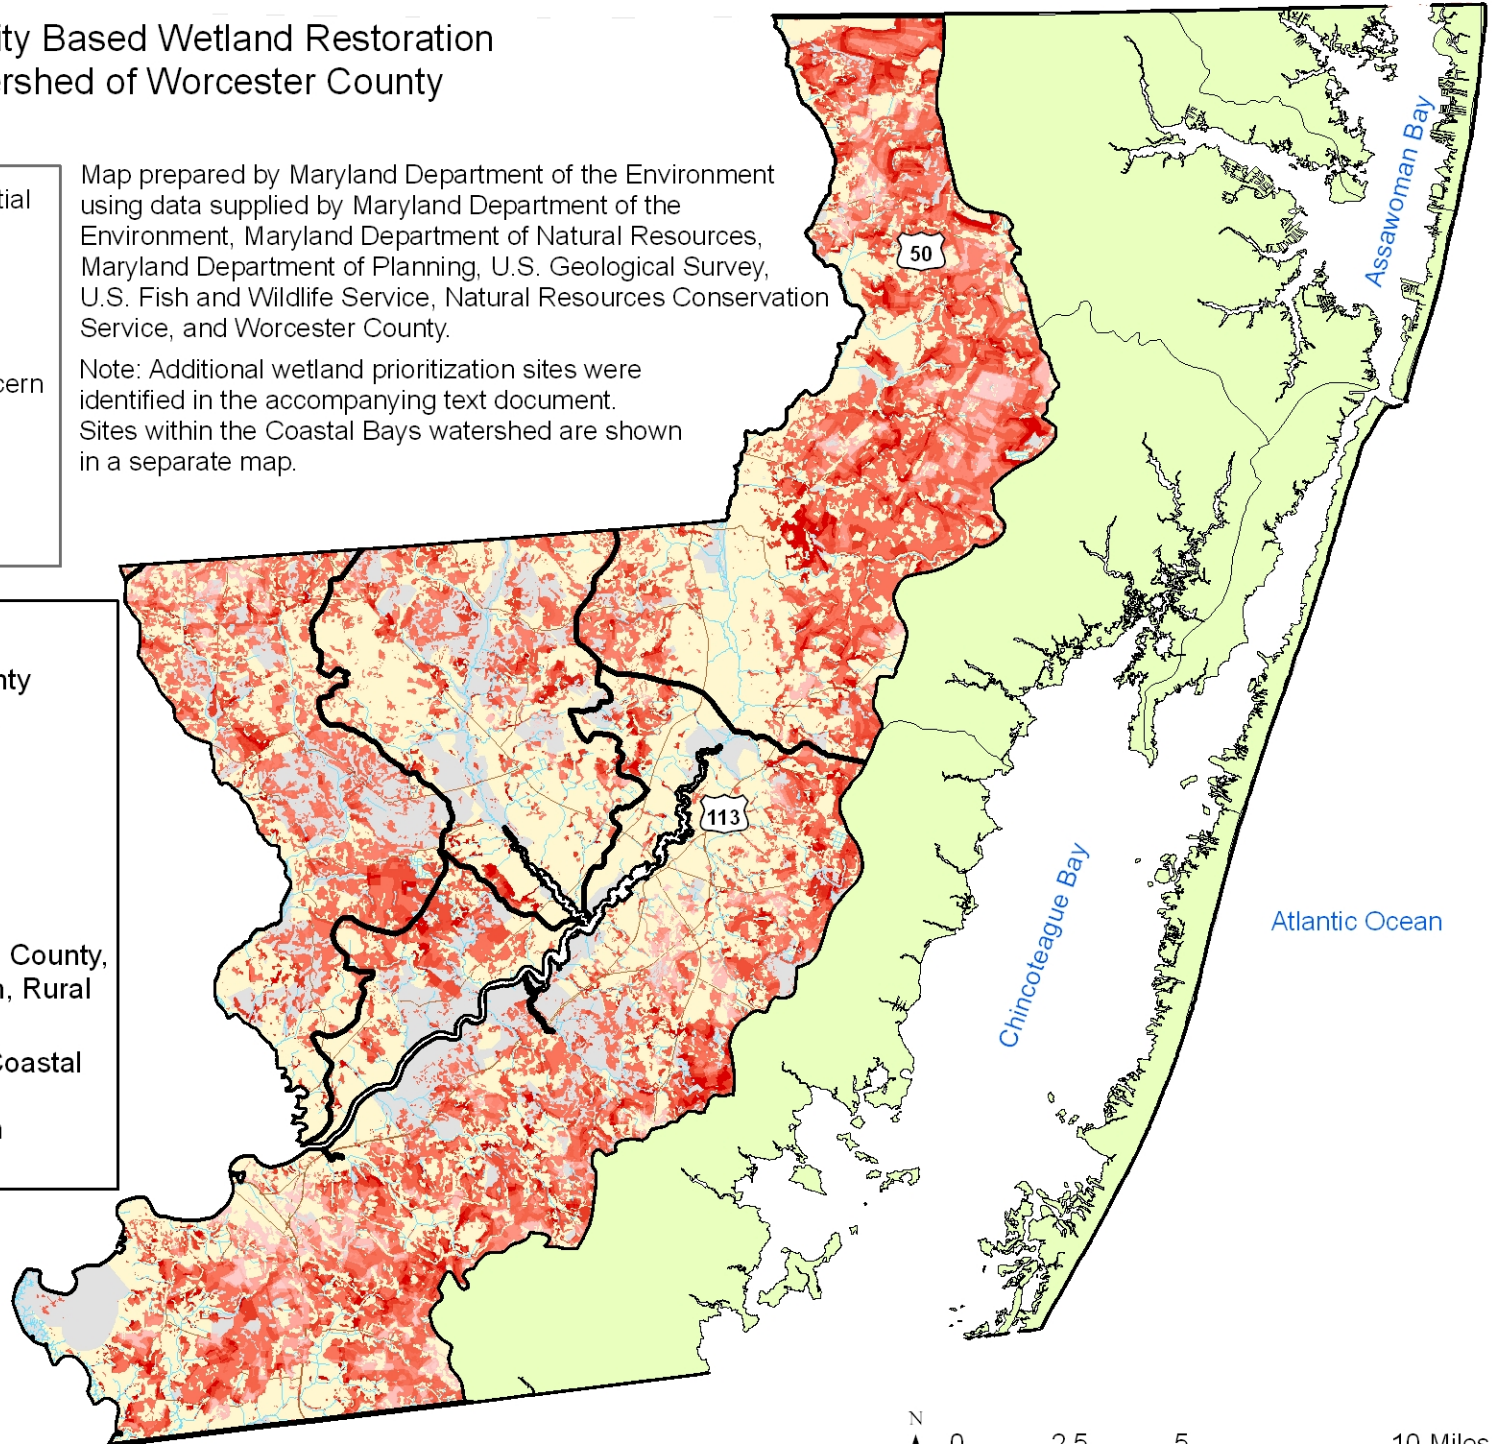 ity Based Wetland Restoration
ershed of Worcester County
tial
cern
Map prepared by Maryland Department of the Environment
using data supplied by Maryland Department of the
Environment, Maryland Department of Natural Resources,
Maryland Department of Planning, U.S. Geological Survey,
U.S. Fish and Wildlife Service, Natural Resources Conservation
Service, and Worcester County.
Note: Additional wetland prioritization sites were
identified in the accompanying text document.
Sites within the Coastal Bays watershed are shown
in a separate map.
nty
County,
n, Rural
Coastal
n
50
113
Assawoman Bay
Chincoteague Bay
Atlantic Ocean
N
0 2.5 5 10 Miles